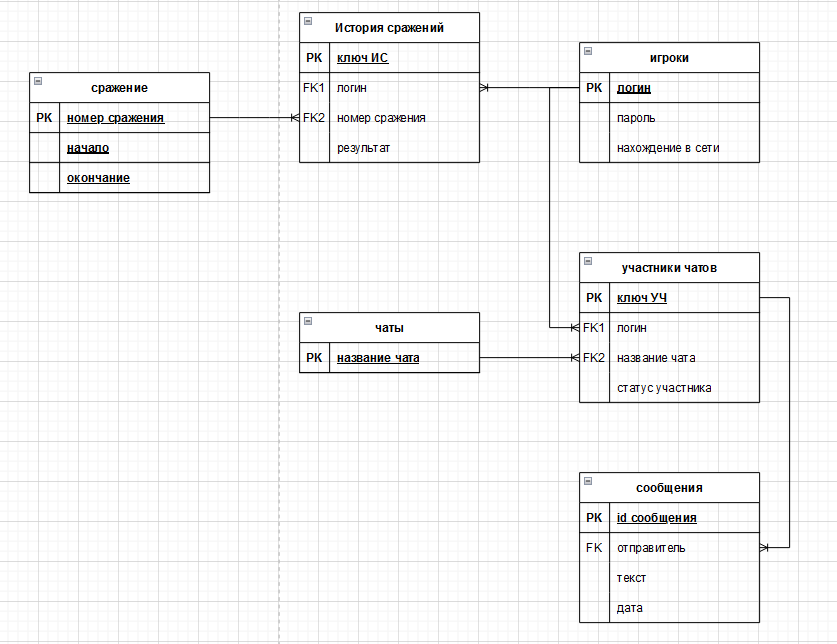 сражение
PK номер сражения
начало
окончание
История сражений
PK ключ ИС
FK1 логин
FK2 номер сражения
результат
игроки
PK логин
пароль
нахождение в сети
чаты
PK название чата
участники чатов
PK ключ УЧ
FK1 логин
FK2 название чата
статус участника
сообщения
PK id сообщения
FK отправитель
текст
дата